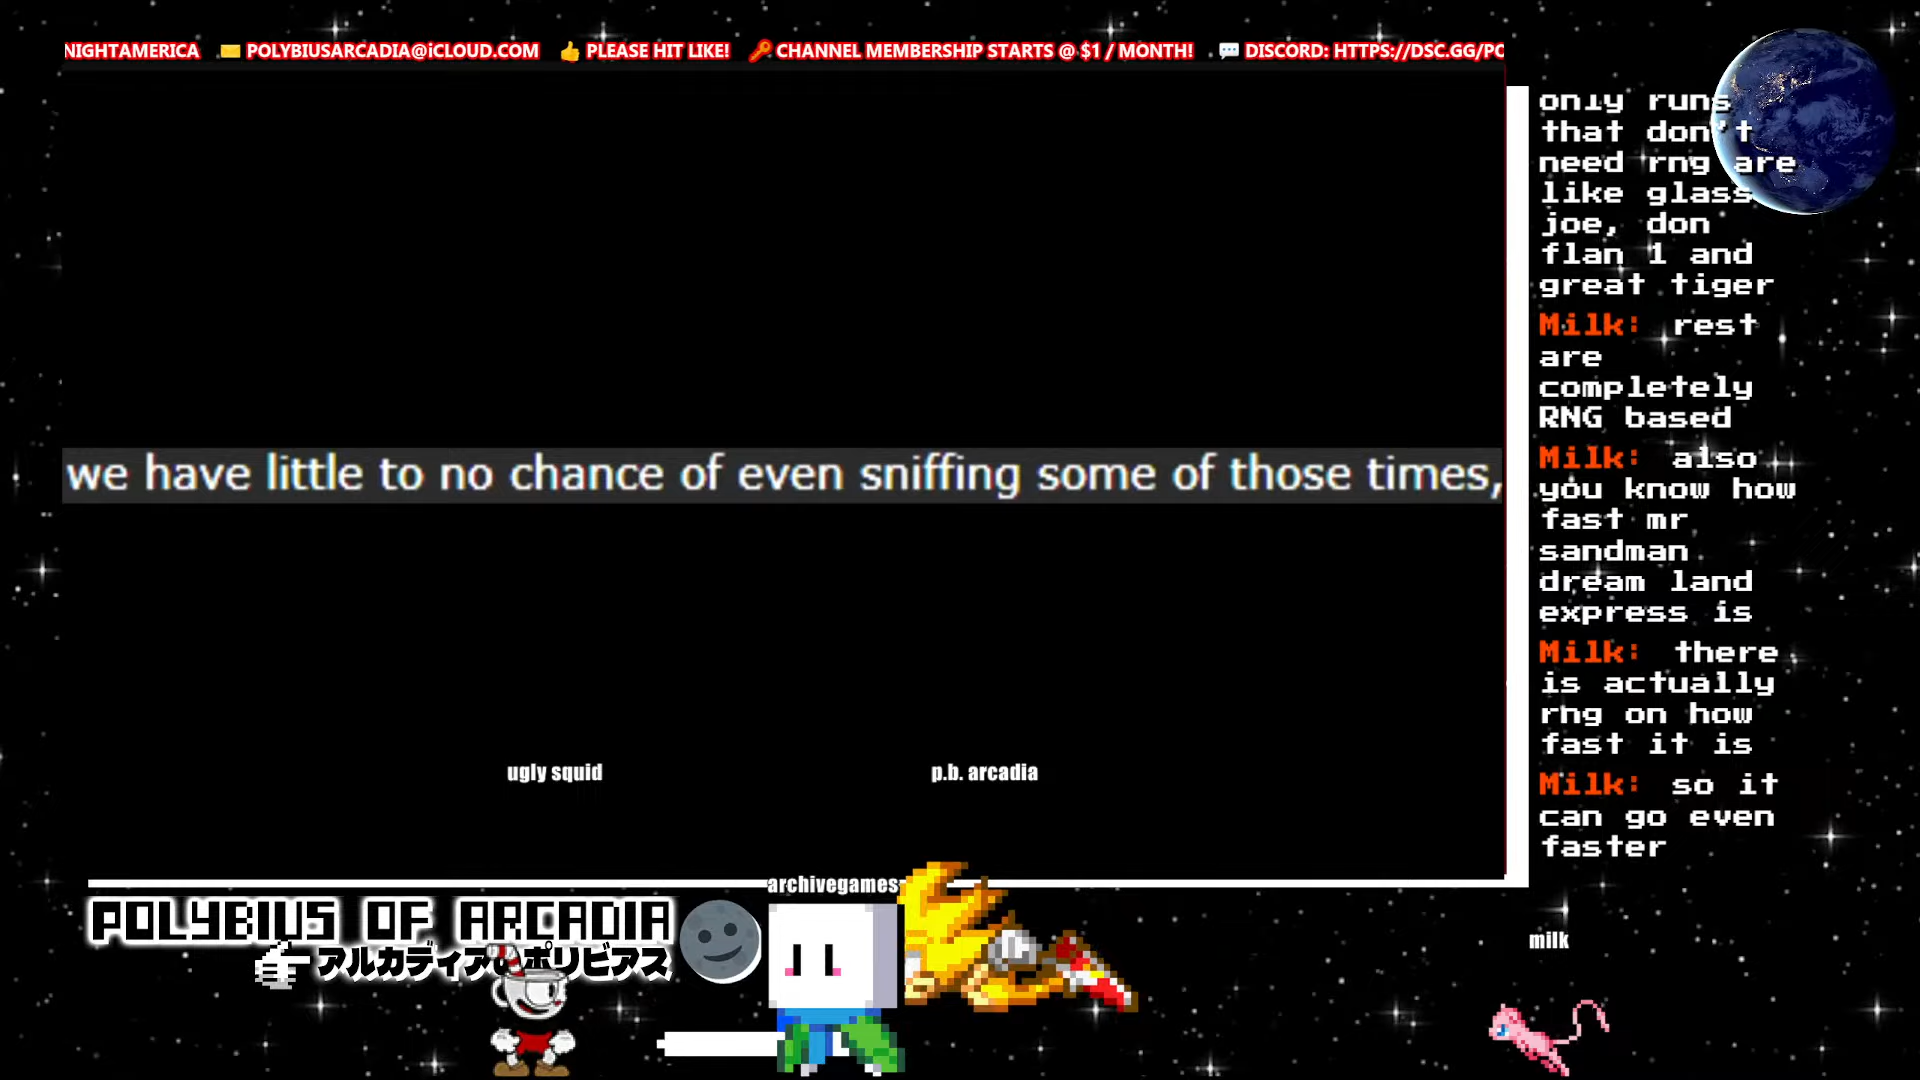 NIGHTAMERICA ✉️ POLYBIUSARCADIA@iCLOUD.COM 👍 PLEASE HIT LIKE! 🔑 CHANNEL MEMBERSHIP STARTS @ $1 / MONTH! 💬 DISCORD: HTTPS://DSC.GG/PO
only runs
that don't
need rng are
like glass
joe, don
flan 1 and
great tiger
Milk: rest
are
completely
RNG based
Milk: also
you know how
fast mr
sandman
dream land
express is
Milk: there
is actually
rng on how
fast it is
Milk: so it
can go even
faster
we have little to no chance of even sniffing some of those times,
ugly squid
p.b. arcadia
archivegames
POLYBIUS OF ARCADIA
アルカディアのポリビアス
milk